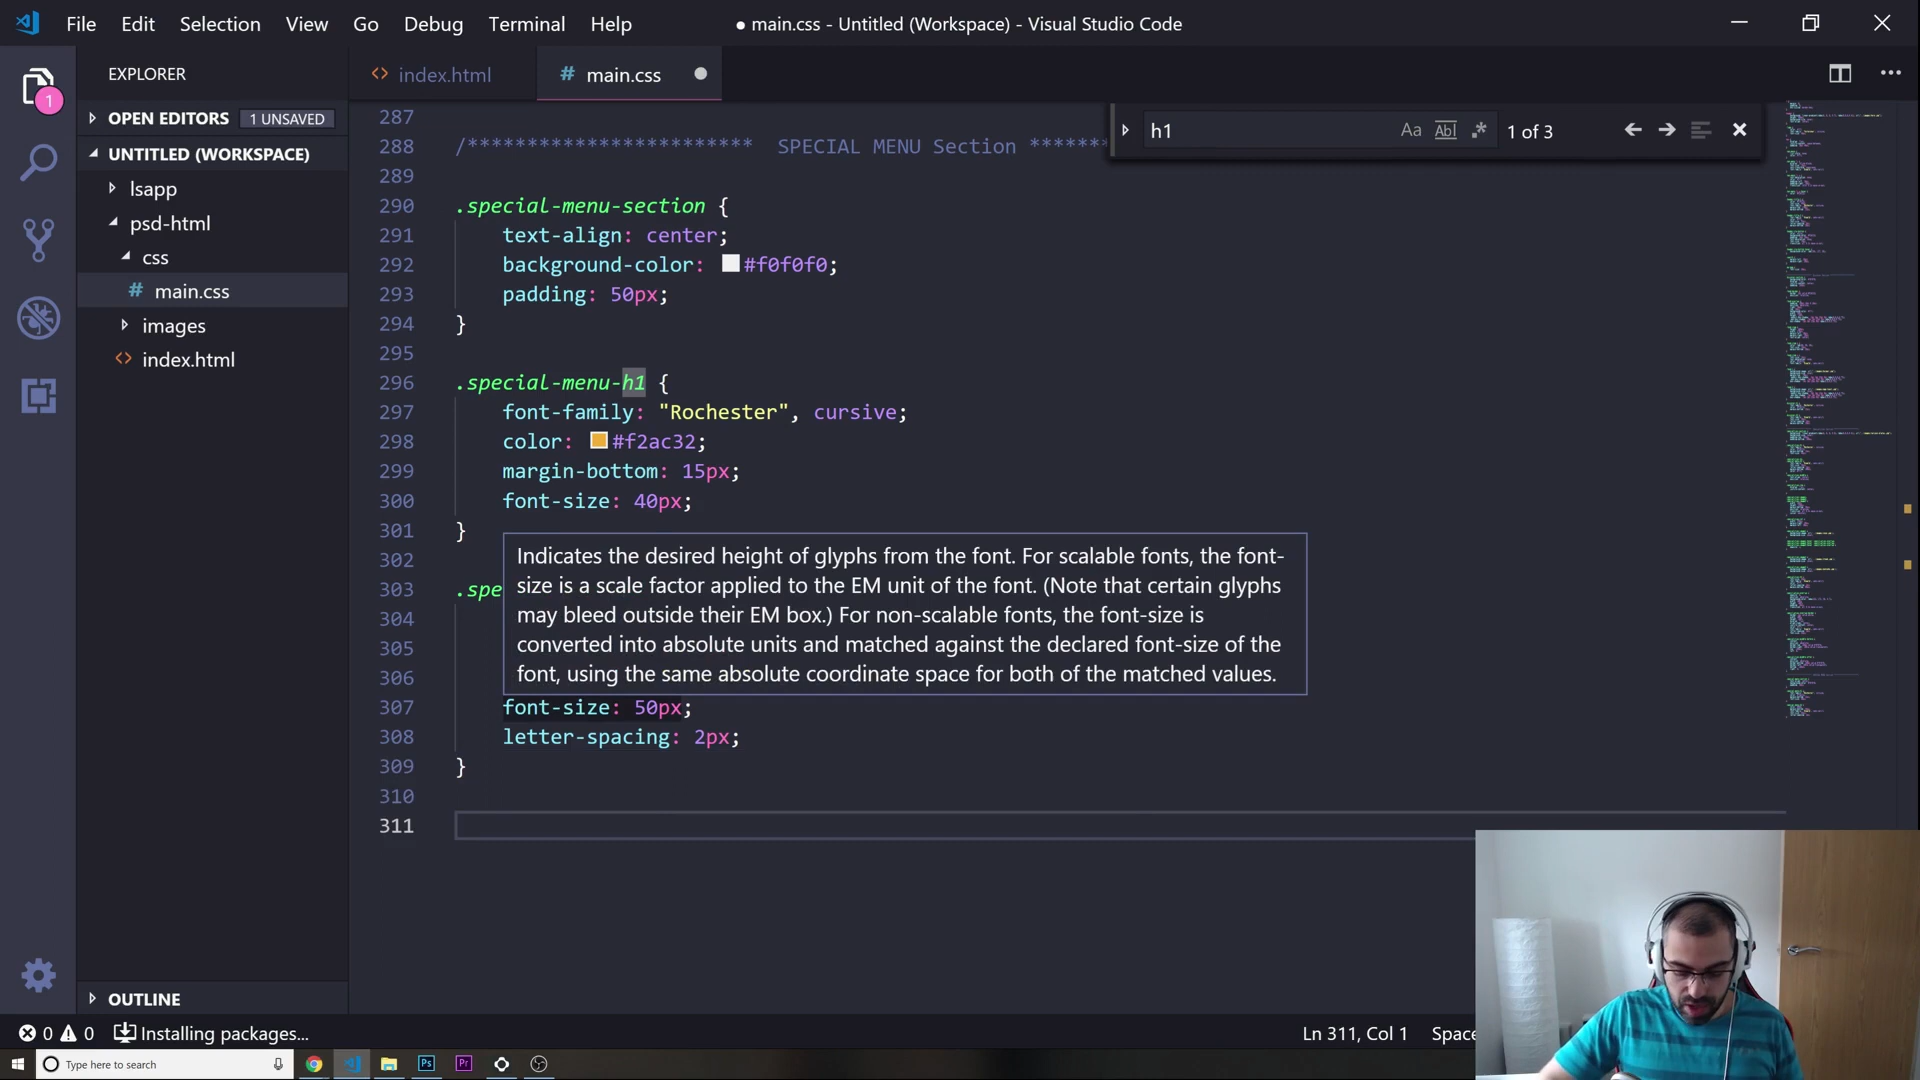 File Edit Selection View Go Debug Terminal Help
● main.css - Untitled (Workspace) - Visual Studio Code
EXPLORER
OPEN EDITORS 1 UNSAVED
UNTITLED (WORKSPACE)
lsapp
psd-html
css
# main.css
images
<> index.html
OUTLINE
1
<> index.html
# main.css
h1
Aa Abl .* 1 of 3
287
288 /************************ SPECIAL MENU Section *******
289
290 .special-menu-section {
291 text-align: center;
292 background-color: #f0f0f0;
293 padding: 50px;
294 }
295
296 .special-menu-h1 {
297 font-family: "Rochester", cursive;
298 color: #f2ac32;
299 margin-bottom: 15px;
300 font-size: 40px;
301 }
302
303 .spe
304
305
306
Indicates the desired height of glyphs from the font. For scalable fonts, the font-
size is a scale factor applied to the EM unit of the font. (Note that certain glyphs
may bleed outside their EM box.) For non-scalable fonts, the font-size is
converted into absolute units and matched against the declared font-size of the
font, using the same absolute coordinate space for both of the matched values.
307 font-size: 50px;
308 letter-spacing: 2px;
309 }
310
311
0 0 Installing packages...
Ln 311, Col 1 Space
Type here to search
Ps
Pr